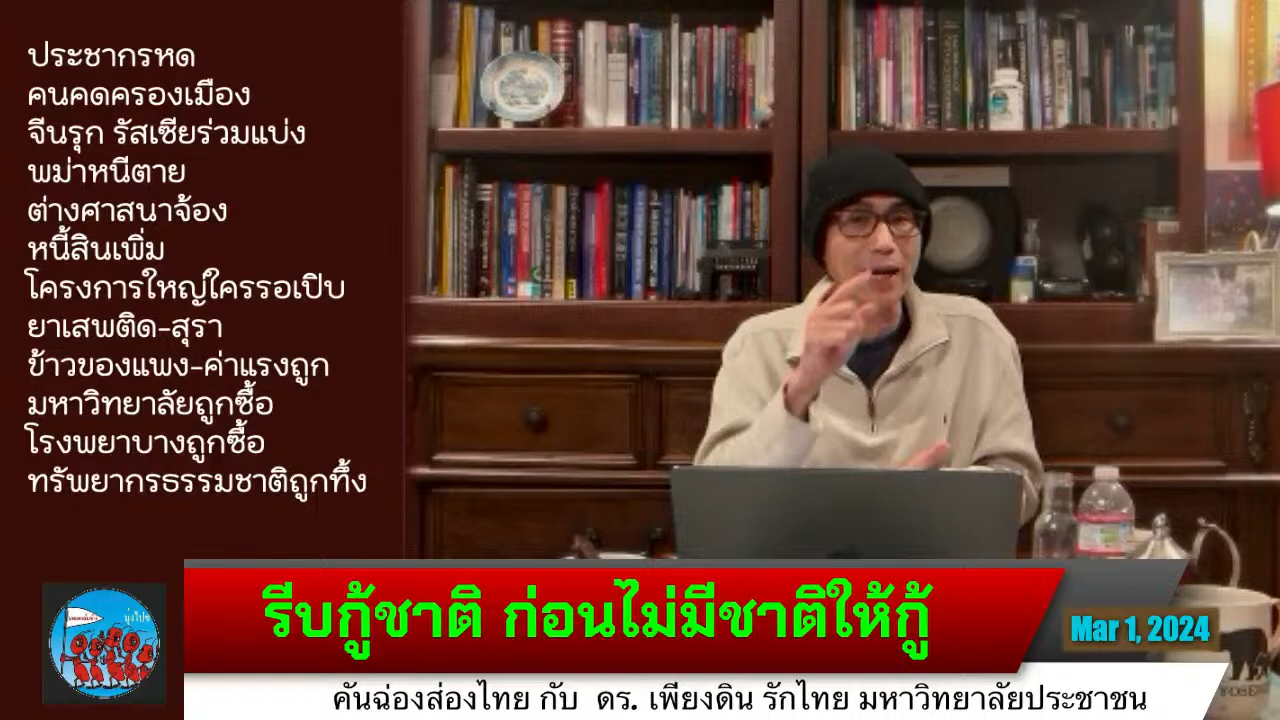 ประชากรหด
คนคดครองเมือง
จีนรุก รัสเซียร่วมแบ่ง
พม่าหนีตาย
ต่างศาสนาจ้อง
หนี้สินเพิ่ม
โครงการใหญ่ใครรอเปิบ
ยาเสพติด-สุรา
ข้าวของแพง-ค่าแรงถูก
มหาวิทยาลัยถูกซื้อ
โรงพยาบางถูกซื้อ
ทรัพยากรธรรมชาติถูกทึ้ง
รีบกู้ชาติ ก่อนไม่มีชาติให้กู้
Mar 1, 2024
คันฉ่องส่องไทย กับ ดร. เพียงดิน รักไทย มหาวิทยาลัยประชาชน